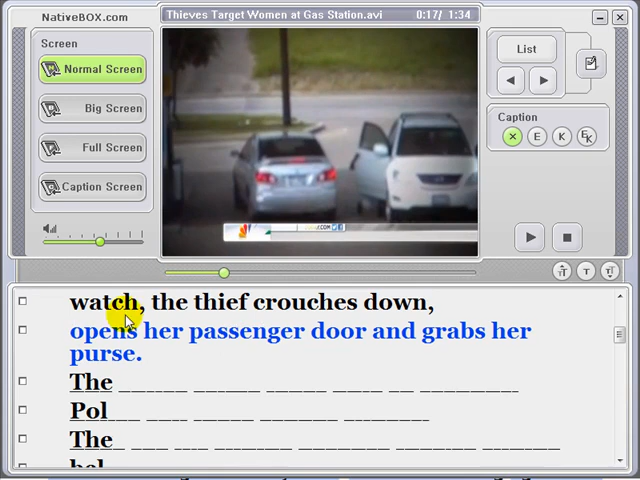 NativeBOX.com
Thieves Target Women at Gas Station.avi
0:17/ 1:34
Screen
Normal Screen
Big Screen
Full Screen
Caption Screen
List
Caption
X
E
K
EK
T
T
T
watch, the thief crouches down,
opens her passenger door and grabs her
purse.
The
Pol
The